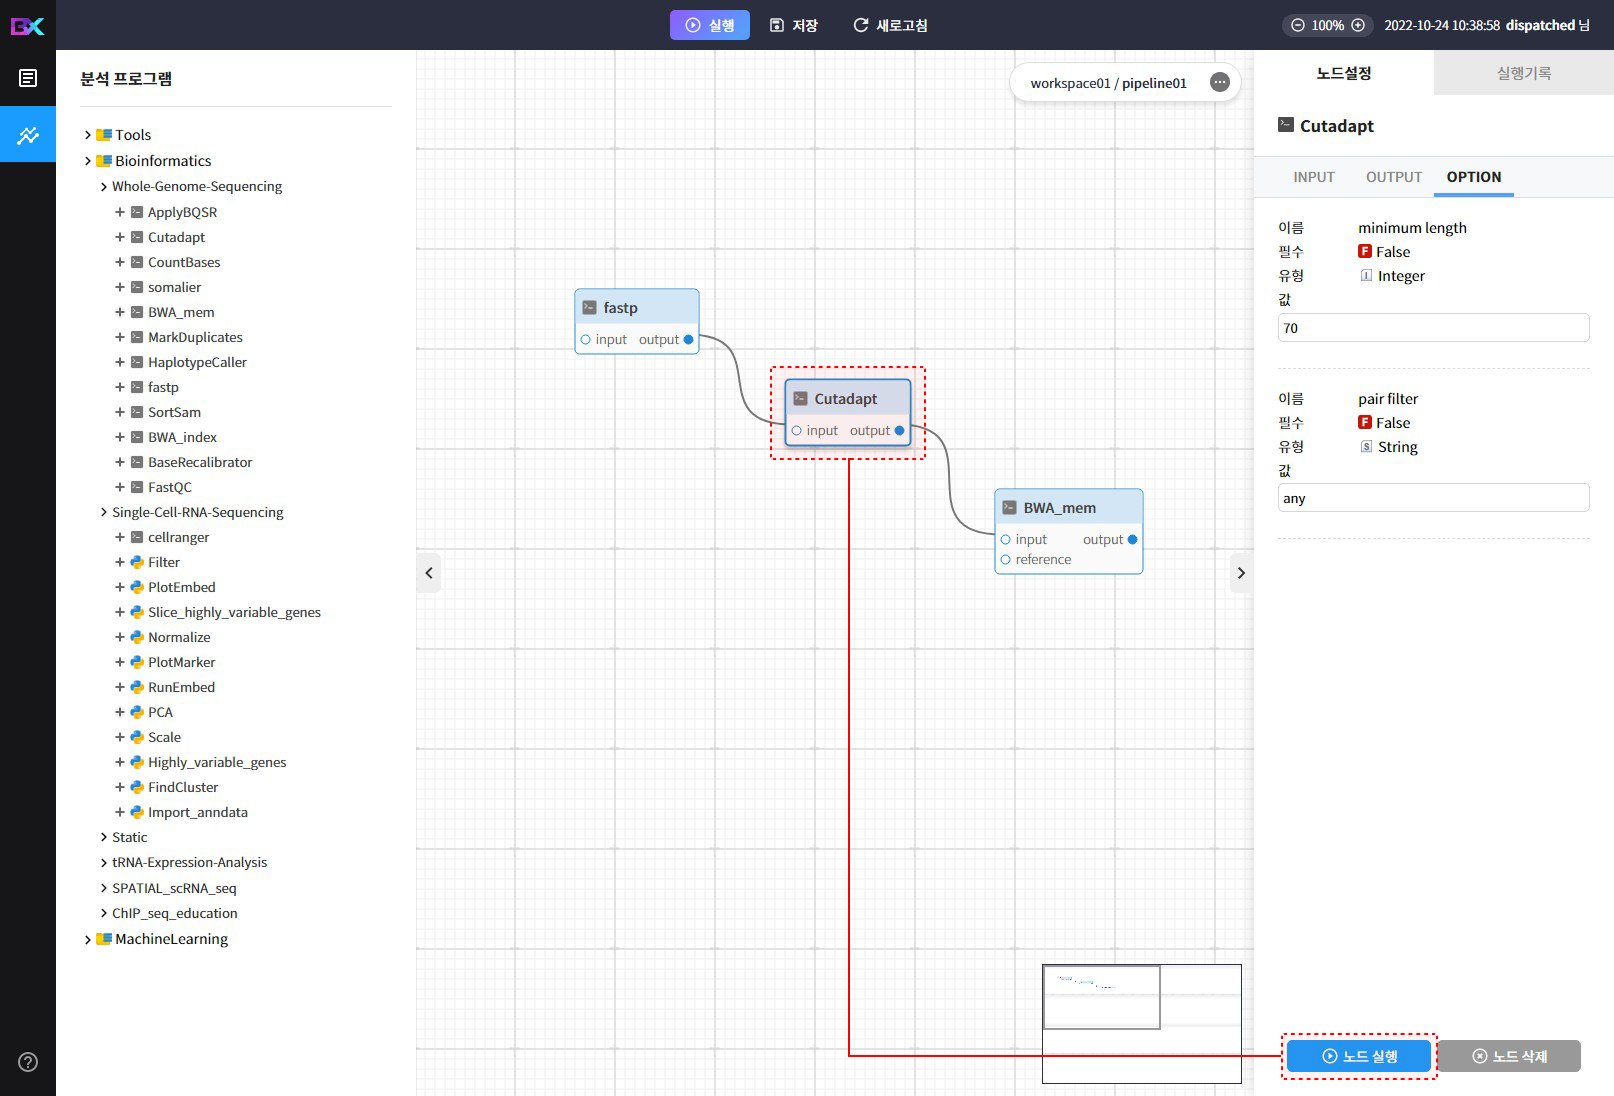 BX
실행
저장
새로고침
100%
2022-10-24 10:38:58 dispatched 님
분석 프로그램
Tools
Bioinformatics
Whole-Genome-Sequencing
ApplyBQSR
Cutadapt
CountBases
somalier
BWA_mem
MarkDuplicates
HaplotypeCaller
fastp
SortSam
BWA_index
BaseRecalibrator
FastQC
Single-Cell-RNA-Sequencing
cellranger
Filter
PlotEmbed
Slice_highly_variable_genes
Normalize
PlotMarker
RunEmbed
PCA
Scale
Highly_variable_genes
FindCluster
Import_anndata
Static
tRNA-Expression-Analysis
SPATIAL_scRNA_seq
ChIP_seq_education
MachineLearning
workspace01 / pipeline01
fastp
input output
Cutadapt
input output
BWA_mem
input output
reference
노드설정
실행기록
Cutadapt
INPUT OUTPUT OPTION
이름 minimum length
필수 F False
유형 I Integer
값
70
이름 pair filter
필수 F False
유형 S String
값
any
노드 실행
노드 삭제